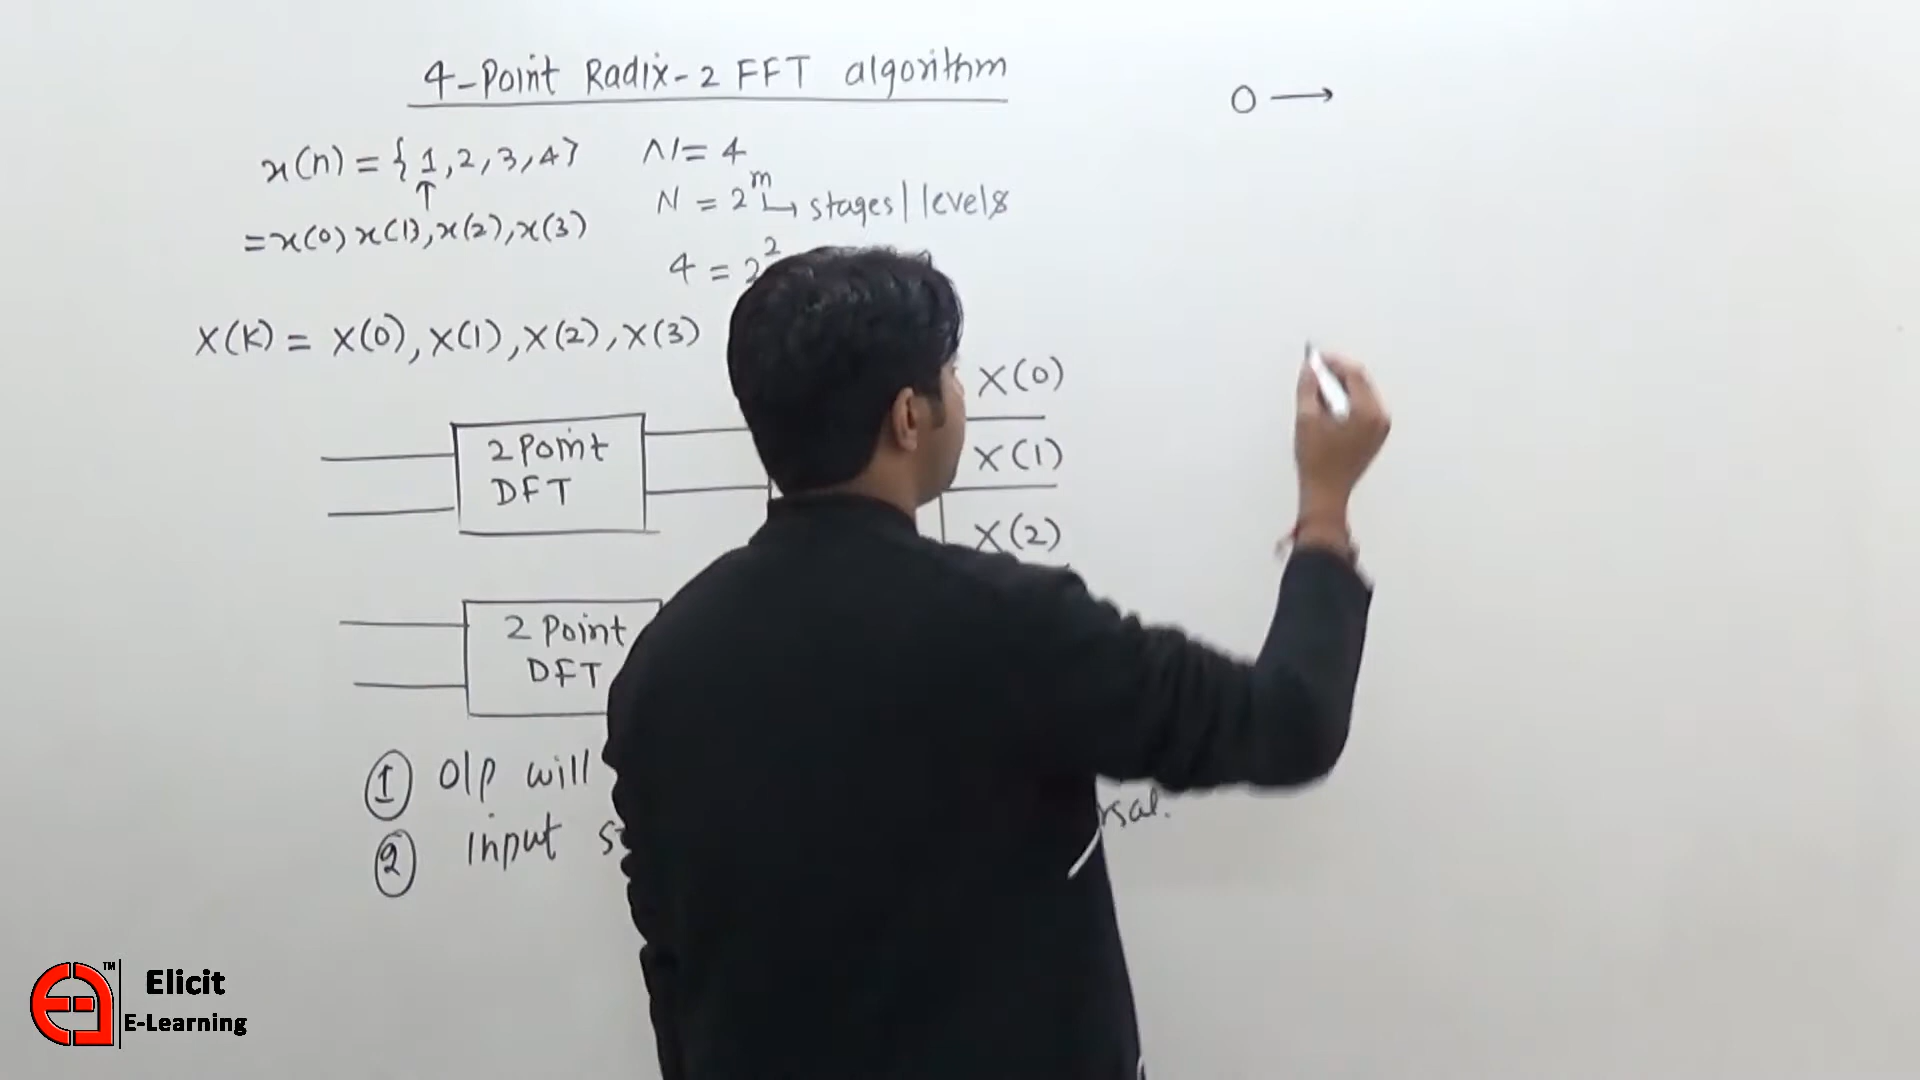 4-Point Radix-2 FFT algorithm
0 →
x(n) = { 1, 2, 3, 4 }
↑
N = 4
N = 2^m ↳ stages | levels
= x(0) x(1), x(2), x(3)
4 = 2^2
X(K) = X(0), X(1), X(2), X(3)
X(0)
2 Point
DFT
X(1)
X(2)
2 Point
DFT
① O/P will
② input
TM
Elicit
E-Learning